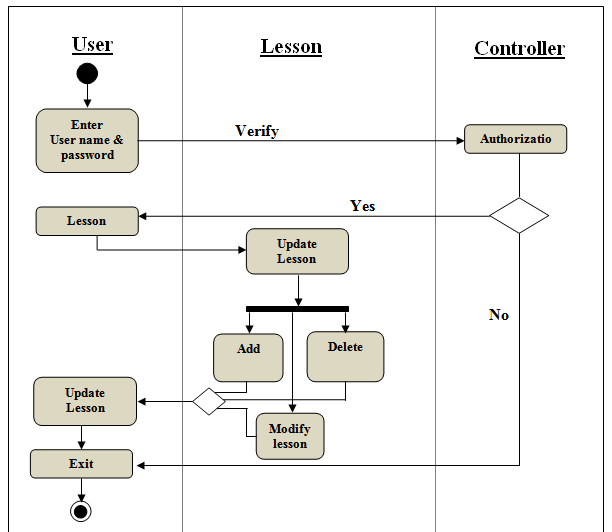 User
Lesson
Controller
Enter
User name &
password
Verify
Authorizatio
Yes
Lesson
Update
Lesson
No
Add
Delete
Update
Lesson
Modify
lesson
Exit